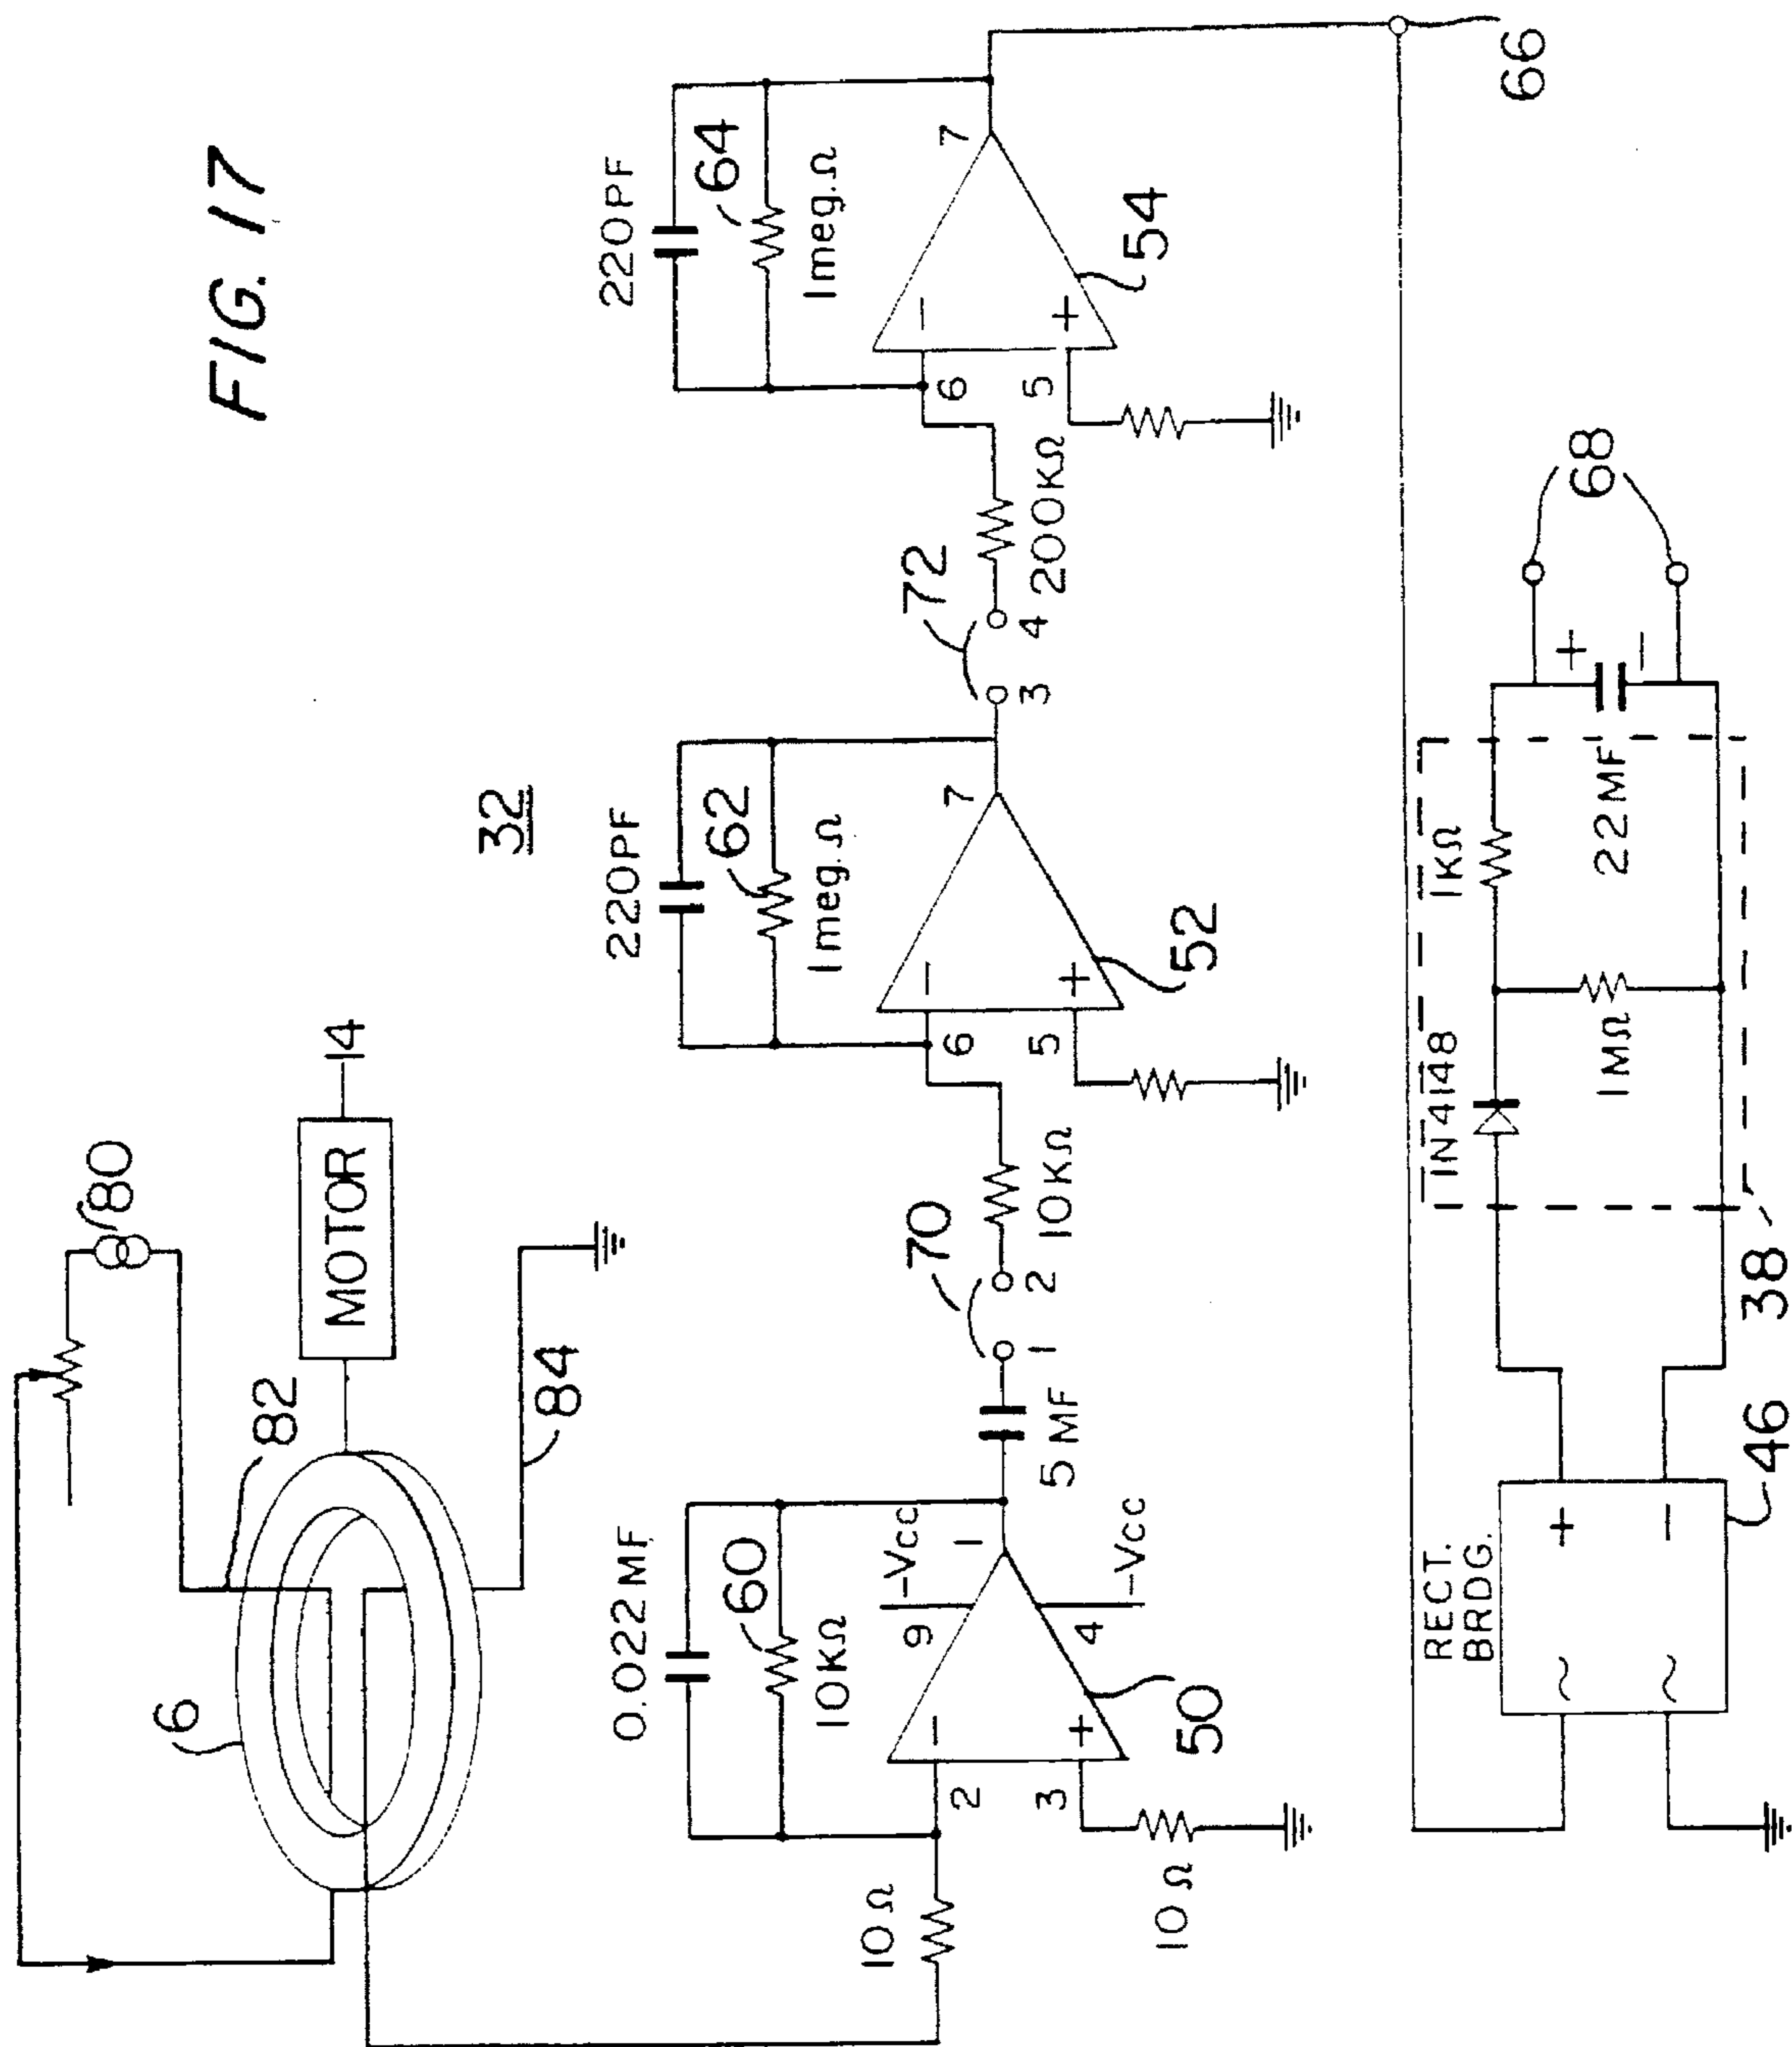 FIG. 17
80
MOTOR
14
6
82
84
32
0.022MF
60
10KΩ
-Vcc
9
1
2
3
4
-Vcc
10Ω
10Ω
50
5MF
70
1
2
10KΩ
220PF
62
1meg.Ω
6
5
7
52
72
3
4
200KΩ
220PF
64
1meg.Ω
6
5
7
54
66
RECT.
BRDG.
~
~
+
−
46
1N4148
1KΩ
1MΩ
22MF
+
−
68
38